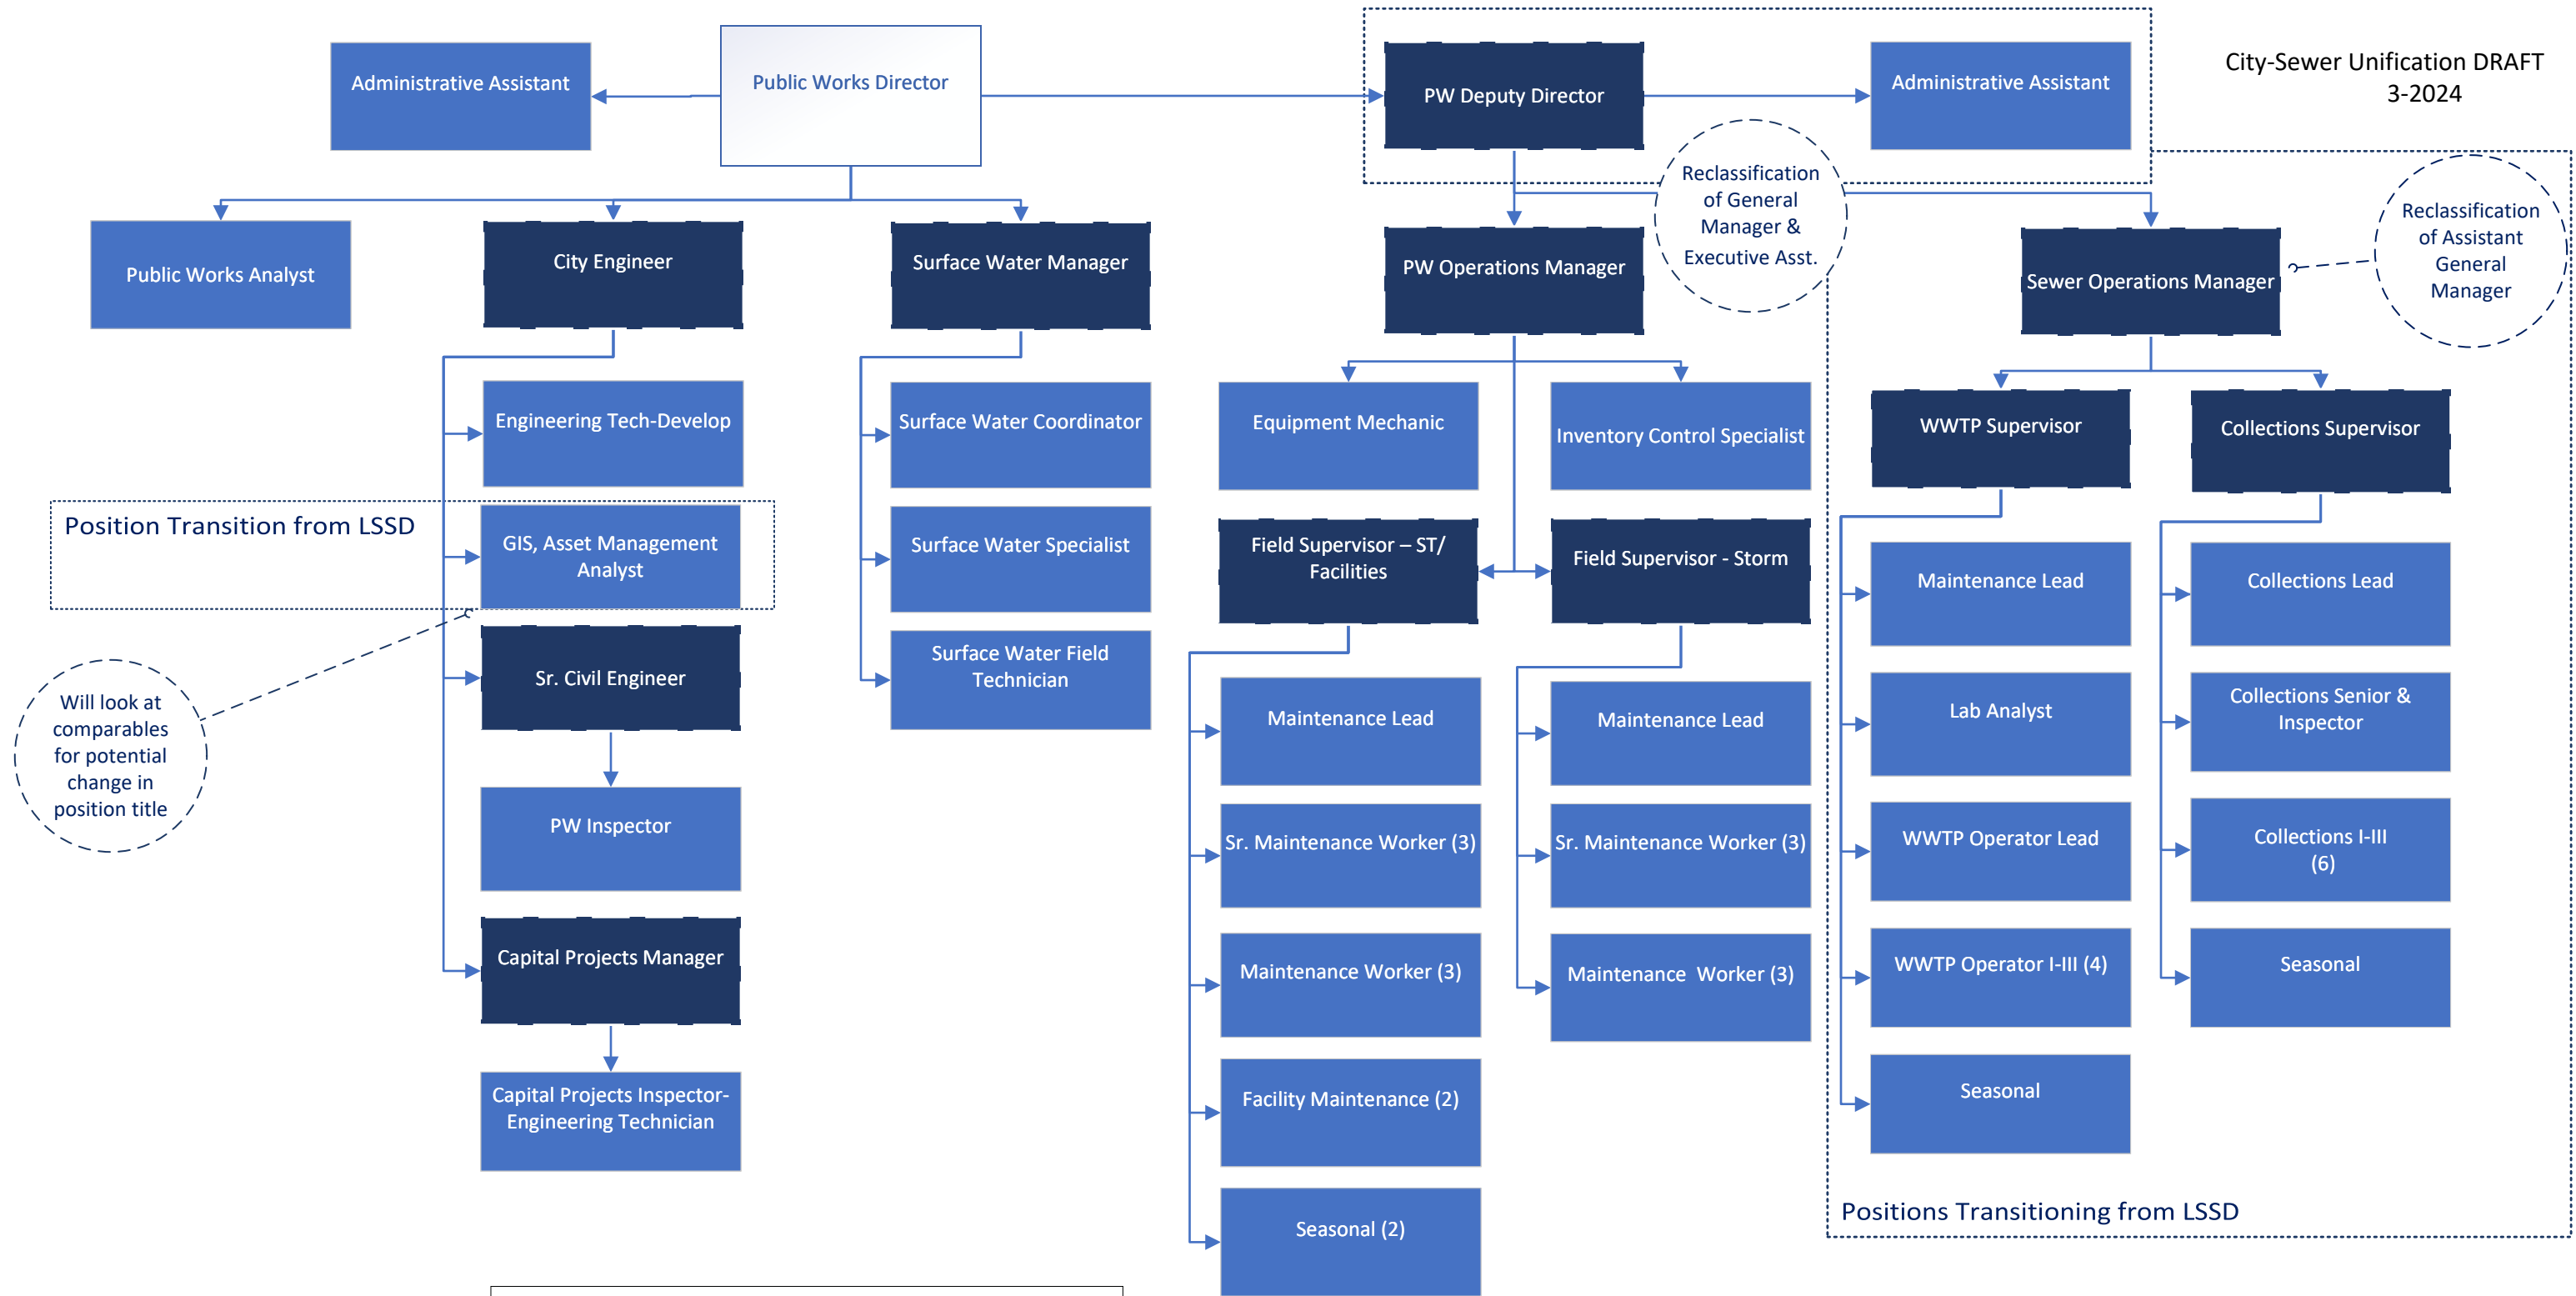 Administrative Assistant
Public Works Director
PW Deputy Director
Administrative Assistant
City-Sewer Unification DRAFT
3-2024
Reclassification
of General
Manager &
Executive Asst.
Reclassification
of Assistant
General
Manager
Public Works Analyst
City Engineer
Surface Water Manager
PW Operations Manager
Sewer Operations Manager
Engineering Tech-Develop
Surface Water Coordinator
Equipment Mechanic
Inventory Control Specialist
WWTP Supervisor
Collections Supervisor
Position Transition from LSSD
GIS, Asset Management
Analyst
Surface Water Specialist
Field Supervisor – ST/
Facilities
Field Supervisor - Storm
Maintenance Lead
Collections Lead
Will look at
comparables
for potential
change in
position title
Sr. Civil Engineer
Surface Water Field
Technician
Maintenance Lead
Maintenance Lead
Lab Analyst
Collections Senior &
Inspector
PW Inspector
Sr. Maintenance Worker (3)
Sr. Maintenance Worker (3)
WWTP Operator Lead
Collections I-III
(6)
Capital Projects Manager
Maintenance Worker (3)
Maintenance  Worker (3)
WWTP Operator I-III (4)
Seasonal
Capital Projects Inspector-
Engineering Technician
Facility Maintenance (2)
Seasonal
Seasonal (2)
Positions Transitioning from LSSD